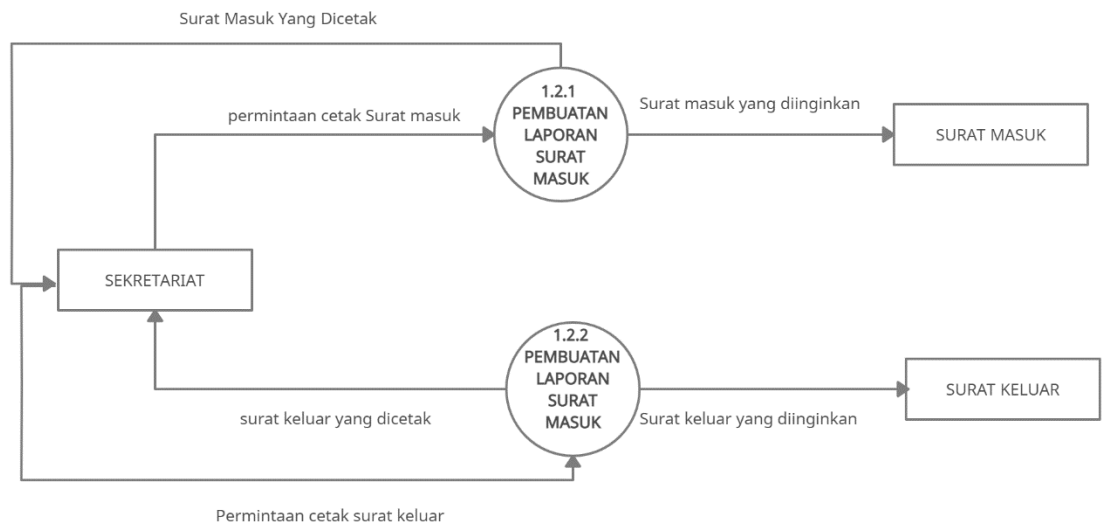 Surat Masuk Yang Dicetak
1.2.1
PEMBUATAN
LAPORAN
SURAT
MASUK
permintaan cetak Surat masuk
Surat masuk yang diinginkan
SURAT MASUK
SEKRETARIAT
1.2.2
PEMBUATAN
LAPORAN
SURAT
MASUK
SURAT KELUAR
surat keluar yang dicetak
Surat keluar yang diinginkan
Permintaan cetak surat keluar